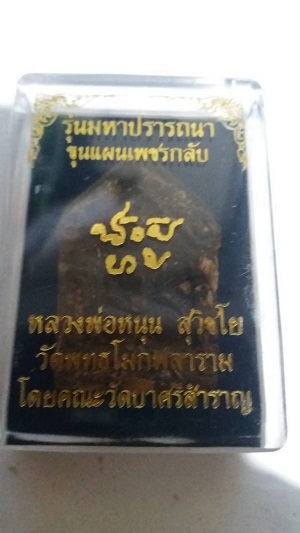 รุ่นมหาปรารถนา
ขุนแผนเพชรกลับ
หลวงพ่อหนุน สุวิชโย
วัดพุทธโมกพลาราม
โดยคณะวัดป่าศรีสำราญ